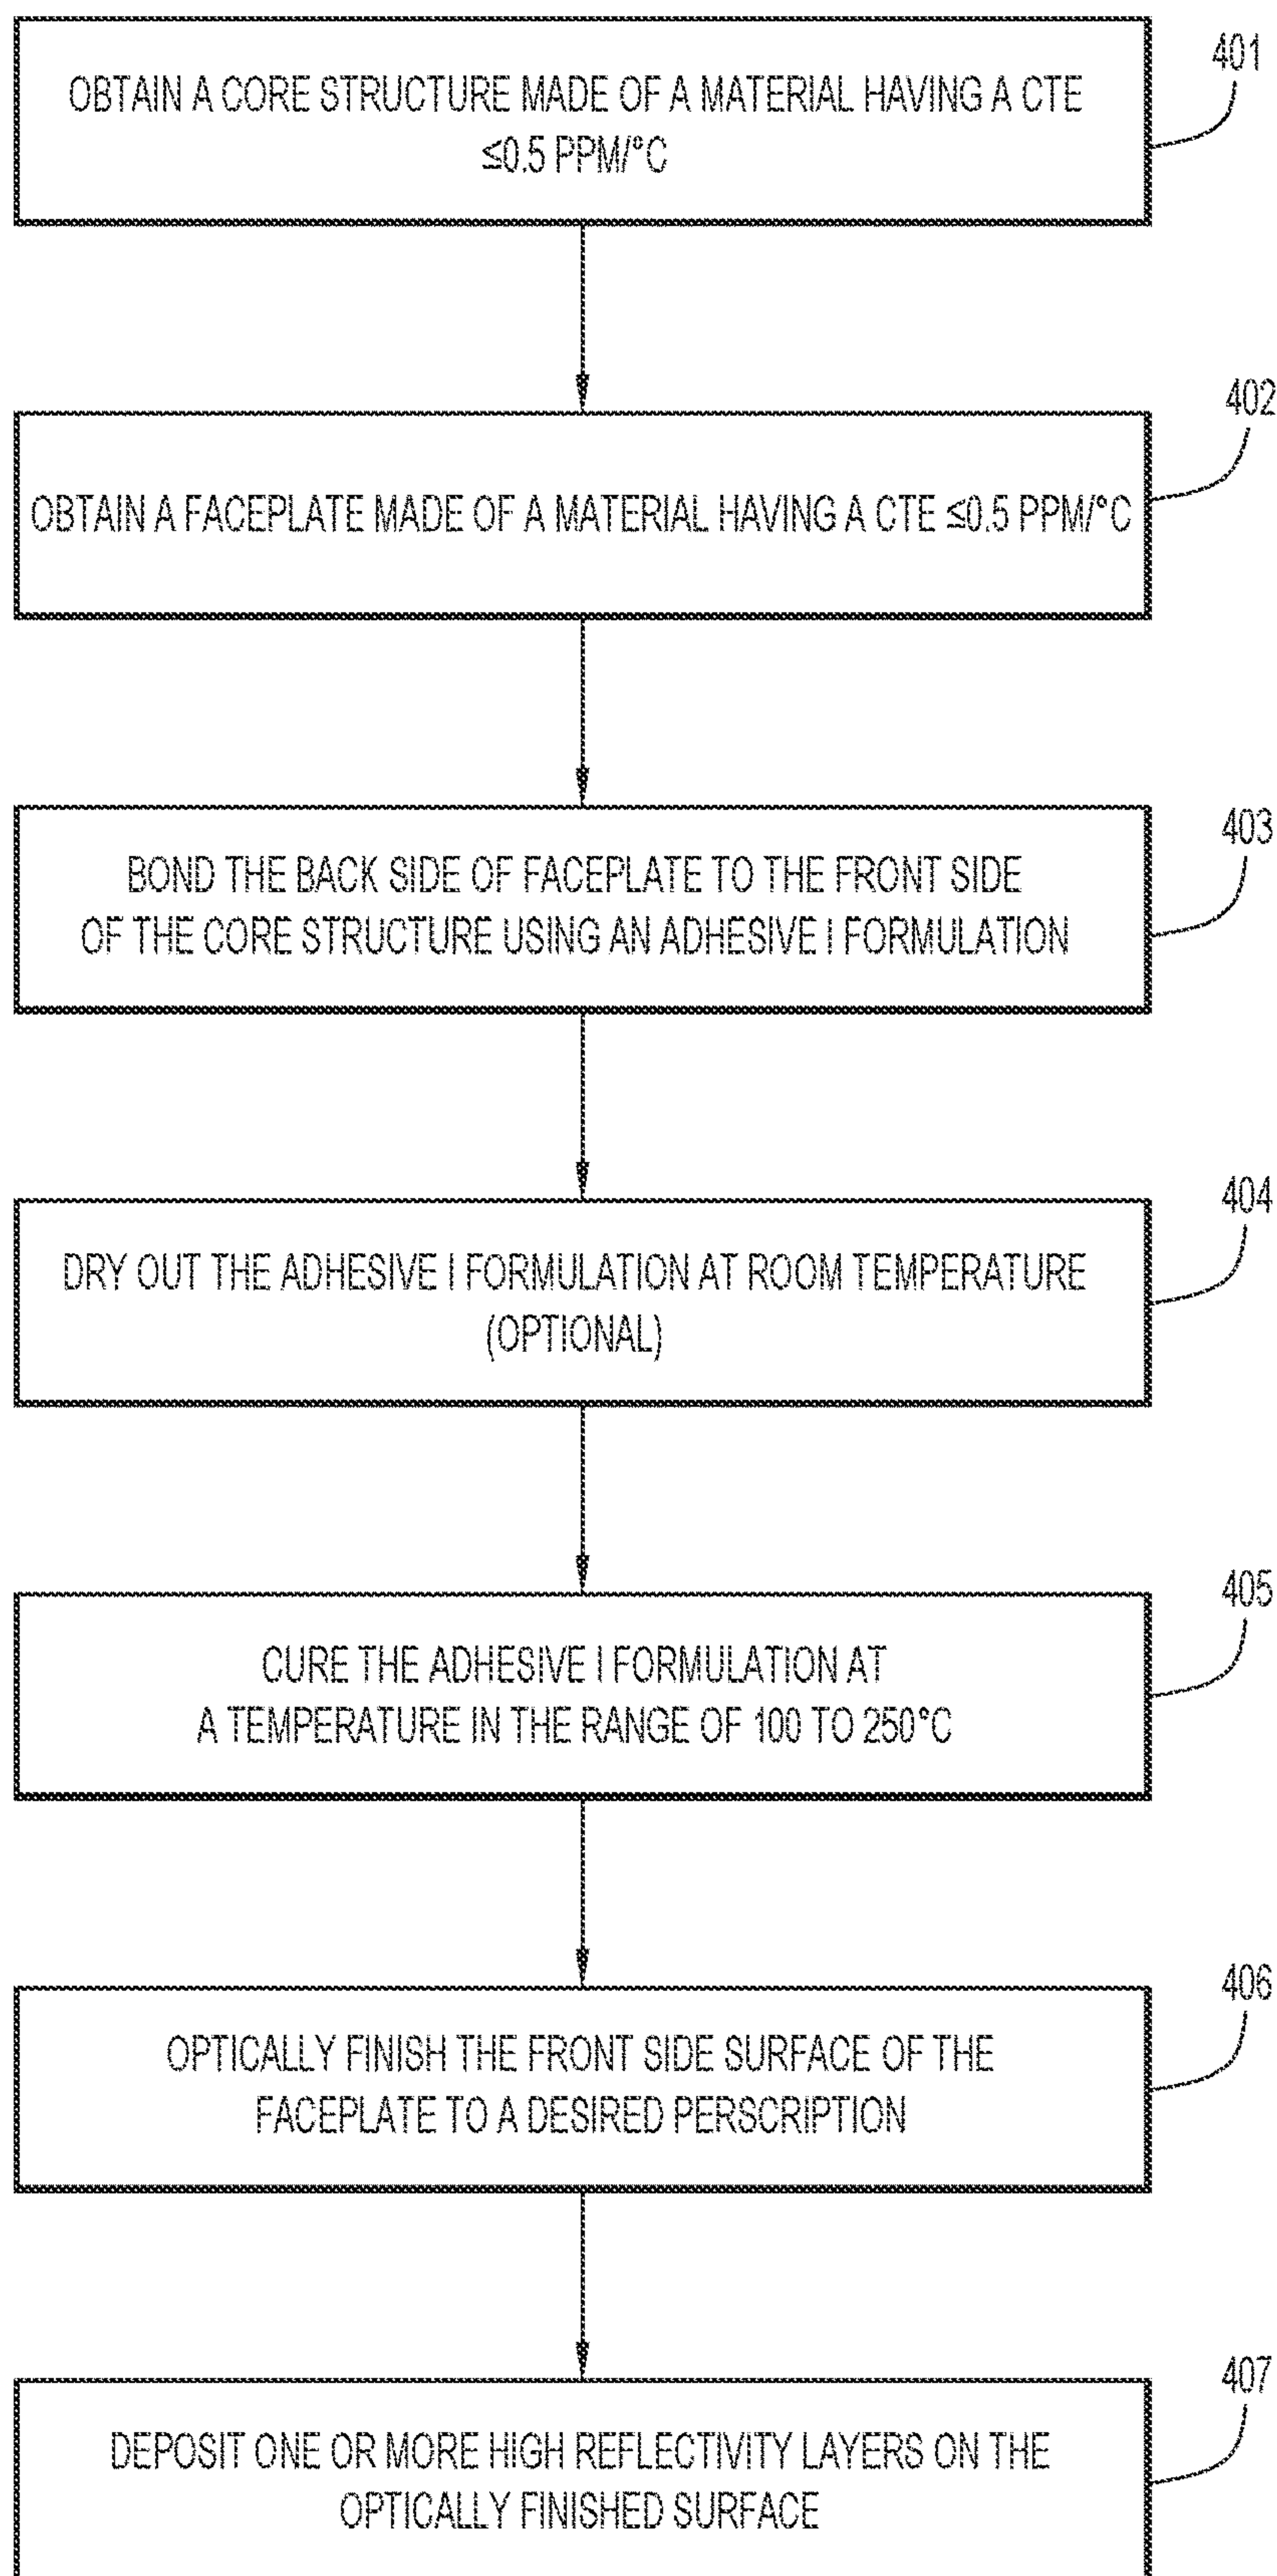 401
OBTAIN A CORE STRUCTURE MADE OF A MATERIAL HAVING A CTE
≤0.5 PPM/°C
402
OBTAIN A FACEPLATE MADE OF A MATERIAL HAVING A CTE ≤0.5 PPM/°C
403
BOND THE BACK SIDE OF FACEPLATE TO THE FRONT SIDE
OF THE CORE STRUCTURE USING AN ADHESIVE I FORMULATION
404
DRY OUT THE ADHESIVE I FORMULATION AT ROOM TEMPERATURE
(OPTIONAL)
405
CURE THE ADHESIVE I FORMULATION AT
A TEMPERATURE IN THE RANGE OF 100 TO 250°C
406
OPTICALLY FINISH THE FRONT SIDE SURFACE OF THE
FACEPLATE TO A DESIRED PERSCRIPTION
407
DEPOSIT ONE OR MORE HIGH REFLECTIVITY LAYERS ON THE
OPTICALLY FINISHED SURFACE